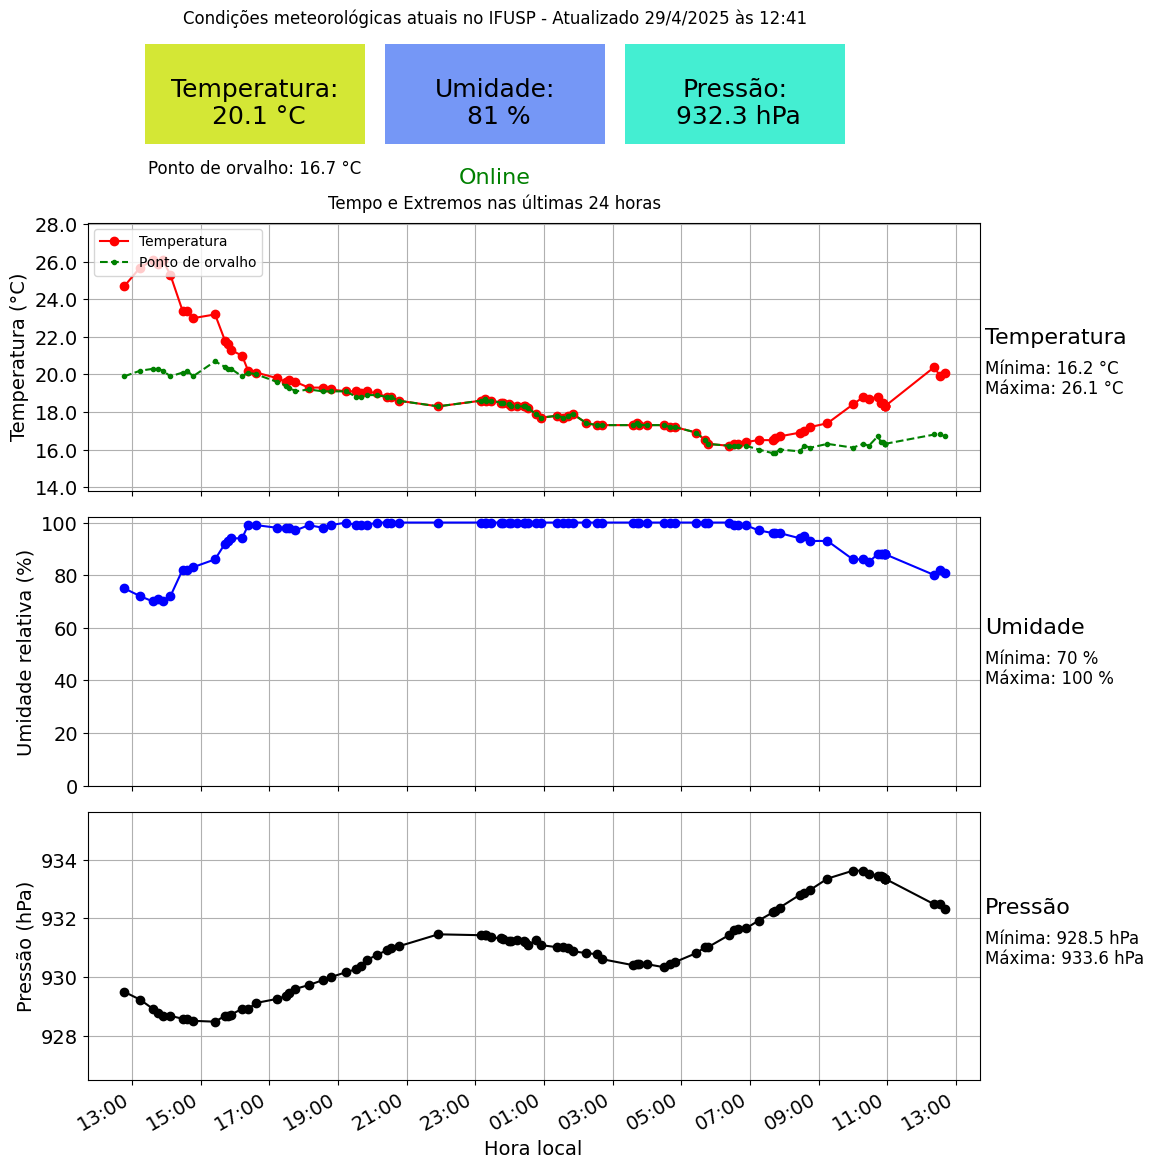 Condições meteorológicas atuais no IFUSP - Atualizado 29/4/2025 às 12:41
Temperatura:
20.1 °C
Umidade:
81 %
Pressão:
932.3 hPa
Ponto de orvalho: 16.7 °C
Online
Tempo e Extremos nas últimas 24 horas
Temperatura (°C)
28.0
26.0
24.0
22.0
20.0
18.0
16.0
14.0
Temperatura
Ponto de orvalho
Temperatura
Mínima: 16.2 °C
Máxima: 26.1 °C
Umidade relativa (%)
100
80
60
40
20
0
Umidade
Mínima: 70 %
Máxima: 100 %
Pressão (hPa)
934
932
930
928
Pressão
Mínima: 928.5 hPa
Máxima: 933.6 hPa
13:00 15:00 17:00 19:00 21:00 23:00 01:00 03:00 05:00 07:00 09:00 11:00 13:00
Hora local